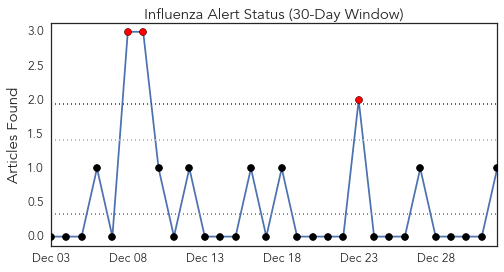 Influenza Alert Status (30-Day Window)
Articles Found
3.0
2.5
2.0
1.5
1.0
0.5
0.0
Dec 03 Dec 08 Dec 13 Dec 18 Dec 23 Dec 28